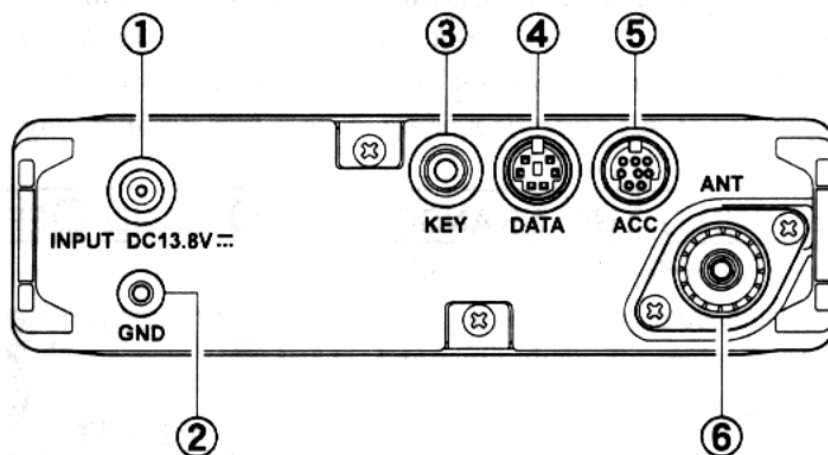 ① ③ ④ ⑤
ANT
KEY DATA ACC
INPUT DC13.8V⎓
GND
② ⑥